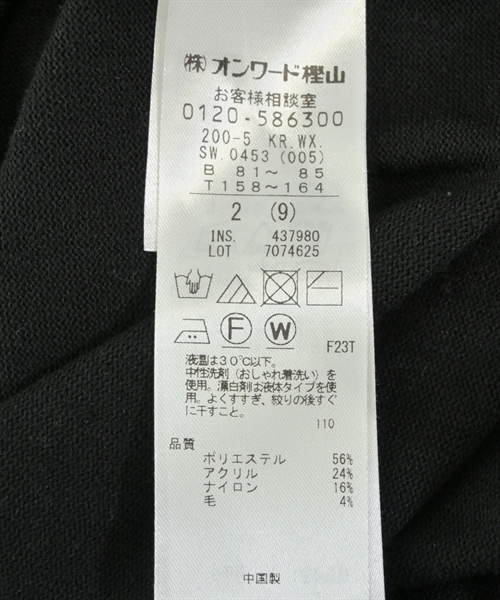 (株)オンワード樫山
お客様相談室
0120-586300
200-5 KR.WX.
SW.0453 (005)
B 81～ 85
T 158～164
2 (9)
INS. 437980
LOT 7074625
F W
F23T
液温は30℃以下。
中性洗剤(おしゃれ着洗い)を
使用。漂白剤は液体タイプを使
用。よくすすぎ、絞りの後すぐ
に干すこと。
110
品質
ポリエステル 56%
アクリル 24%
ナイロン 16%
毛 4%
中国製